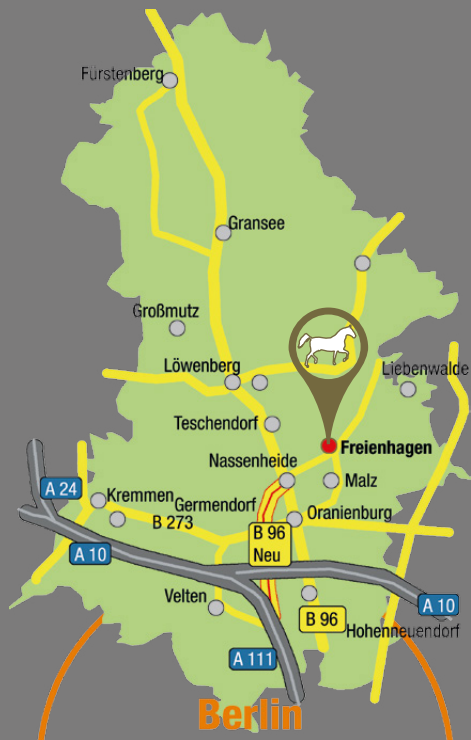 Fürstenberg
Gransee
Großmutz
Löwenberg
Liebenwalde
Teschendorf
Freienhagen
Nassenheide
Malz
A 24
Kremmen
Germendorf
Oranienburg
B 273
B 96
Neu
A 10
Velten
A 10
B 96
Hohenneuendorf
A 111
Berlin